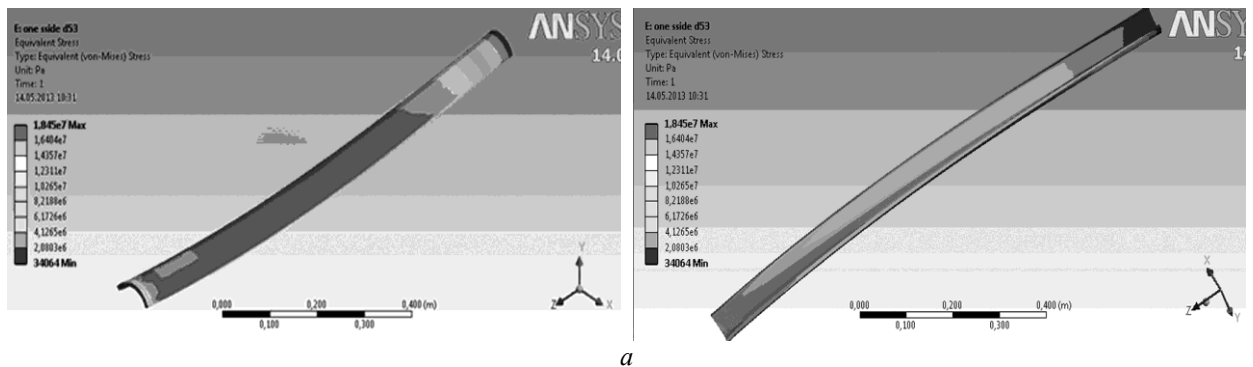 E: one sside d53
Equivalent Stress
Type: Equivalent (von-Mises) Stress
Unit: Pa
Time: 1
14.05.2013 10:31
ANSYS
14.0
1,845e7 Max
1,6404e7
1,4357e7
1,2311e7
1,0265e7
8,2188e6
6,1726e6
4,1265e6
2,0803e6
34064 Min
0,000 0,200 0,400 (m)
0,100 0,300
Y
Z X
E: one sside d53
Equivalent Stress
Type: Equivalent (von-Mises) Stress
Unit: Pa
Time: 1
14.05.2013 10:31
ANSY
14
1,845e7 Max
1,6404e7
1,4357e7
1,2311e7
1,0265e7
8,2188e6
6,1726e6
4,1265e6
2,0803e6
34064 Min
0,000 0,200 0,400 (m)
0,100 0,300
X
Z Y
a